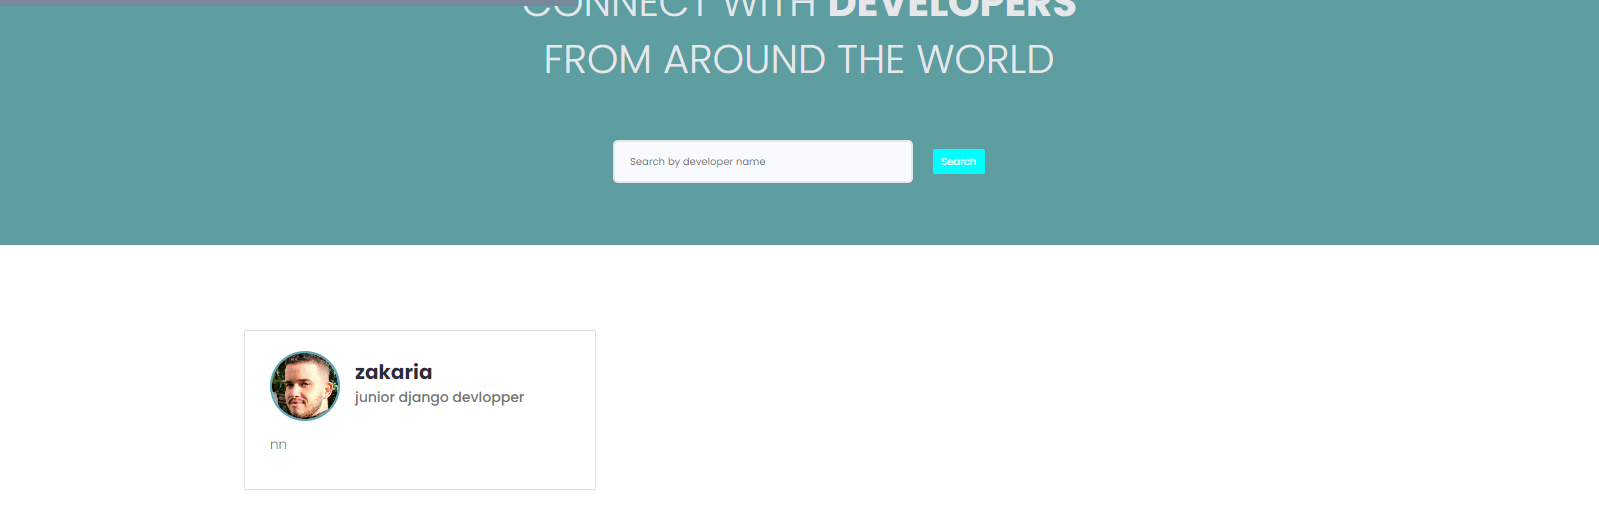 CONNECT WITH DEVELOPERS
FROM AROUND THE WORLD
Search by developer name
Search
zakaria
junior django devlopper
nn